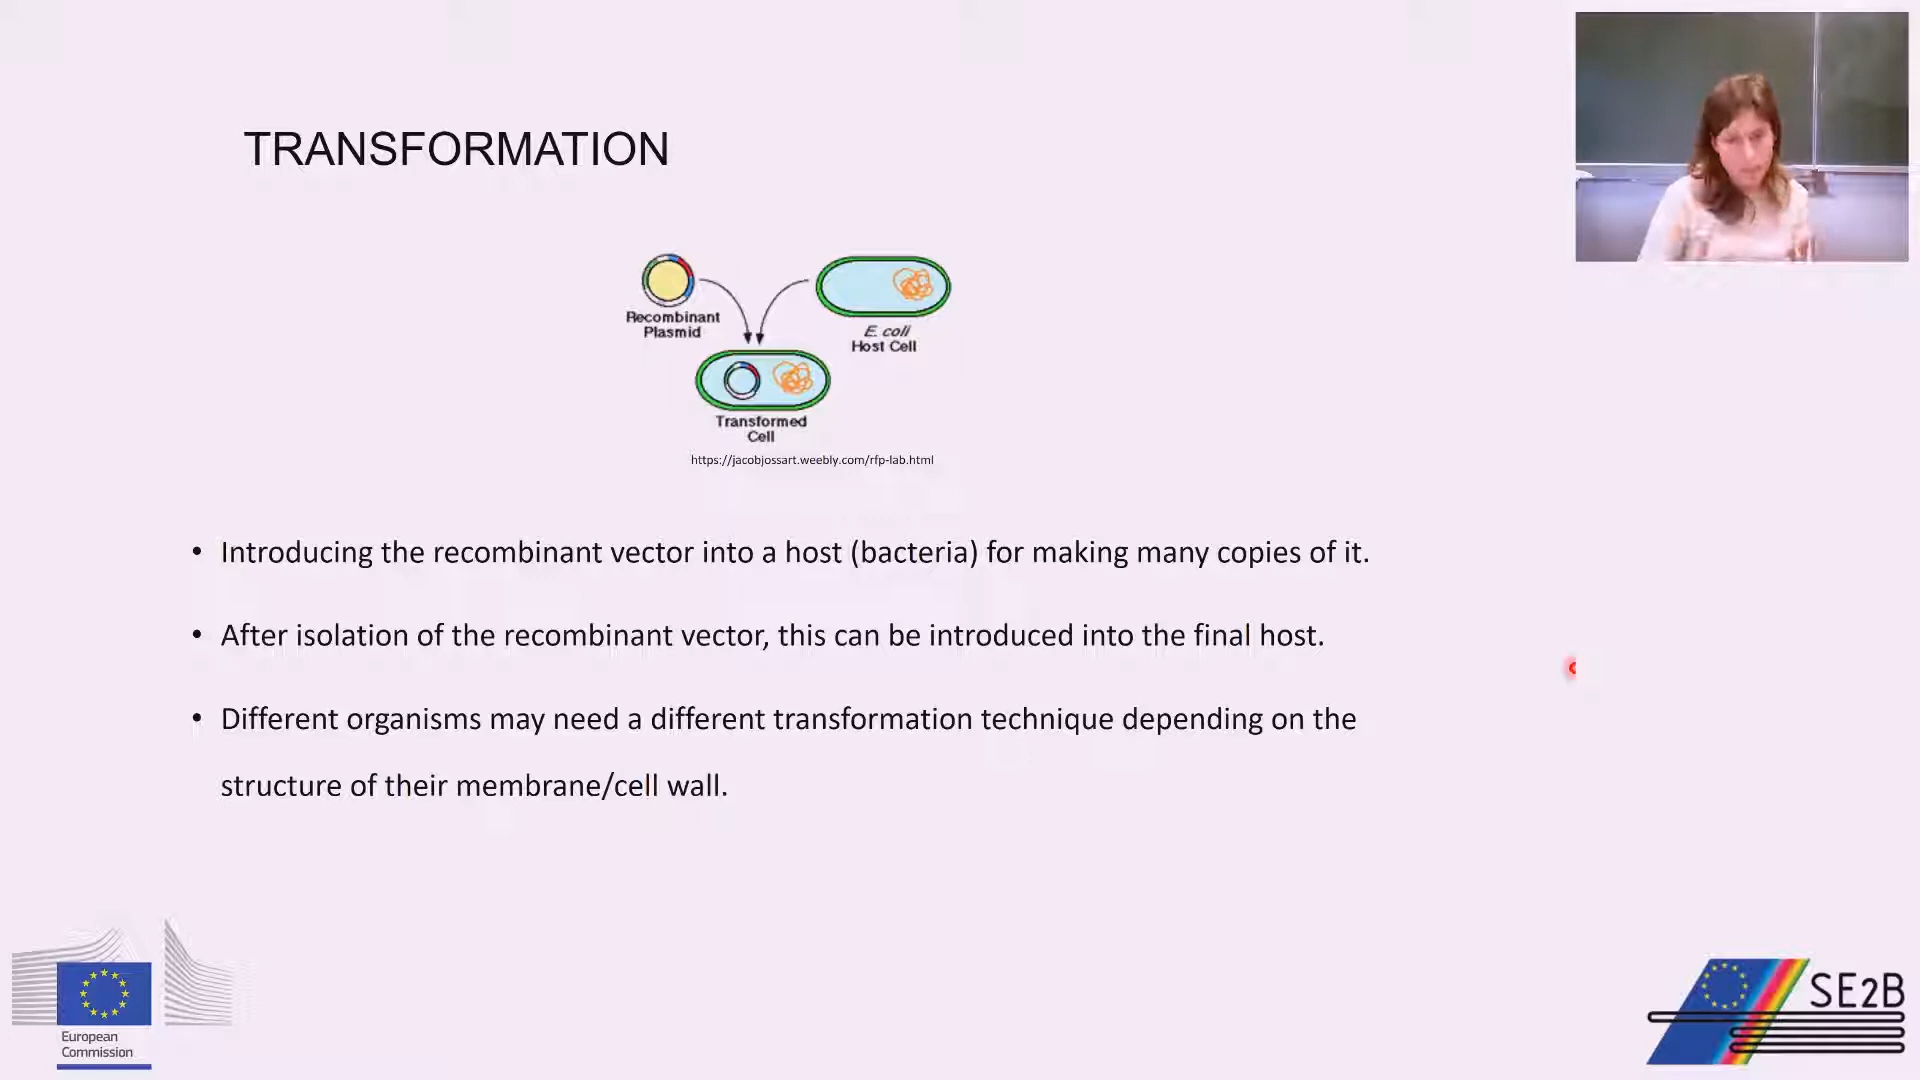 TRANSFORMATION
Recombinant
Plasmid
E. coli
Host Cell
Transformed
Cell
https://jacobjossart.weebly.com/rfp-lab.html
• Introducing the recombinant vector into a host (bacteria) for making many copies of it.
• After isolation of the recombinant vector, this can be introduced into the final host.
• Different organisms may need a different transformation technique depending on the
structure of their membrane/cell wall.
European
Commission
SE2B